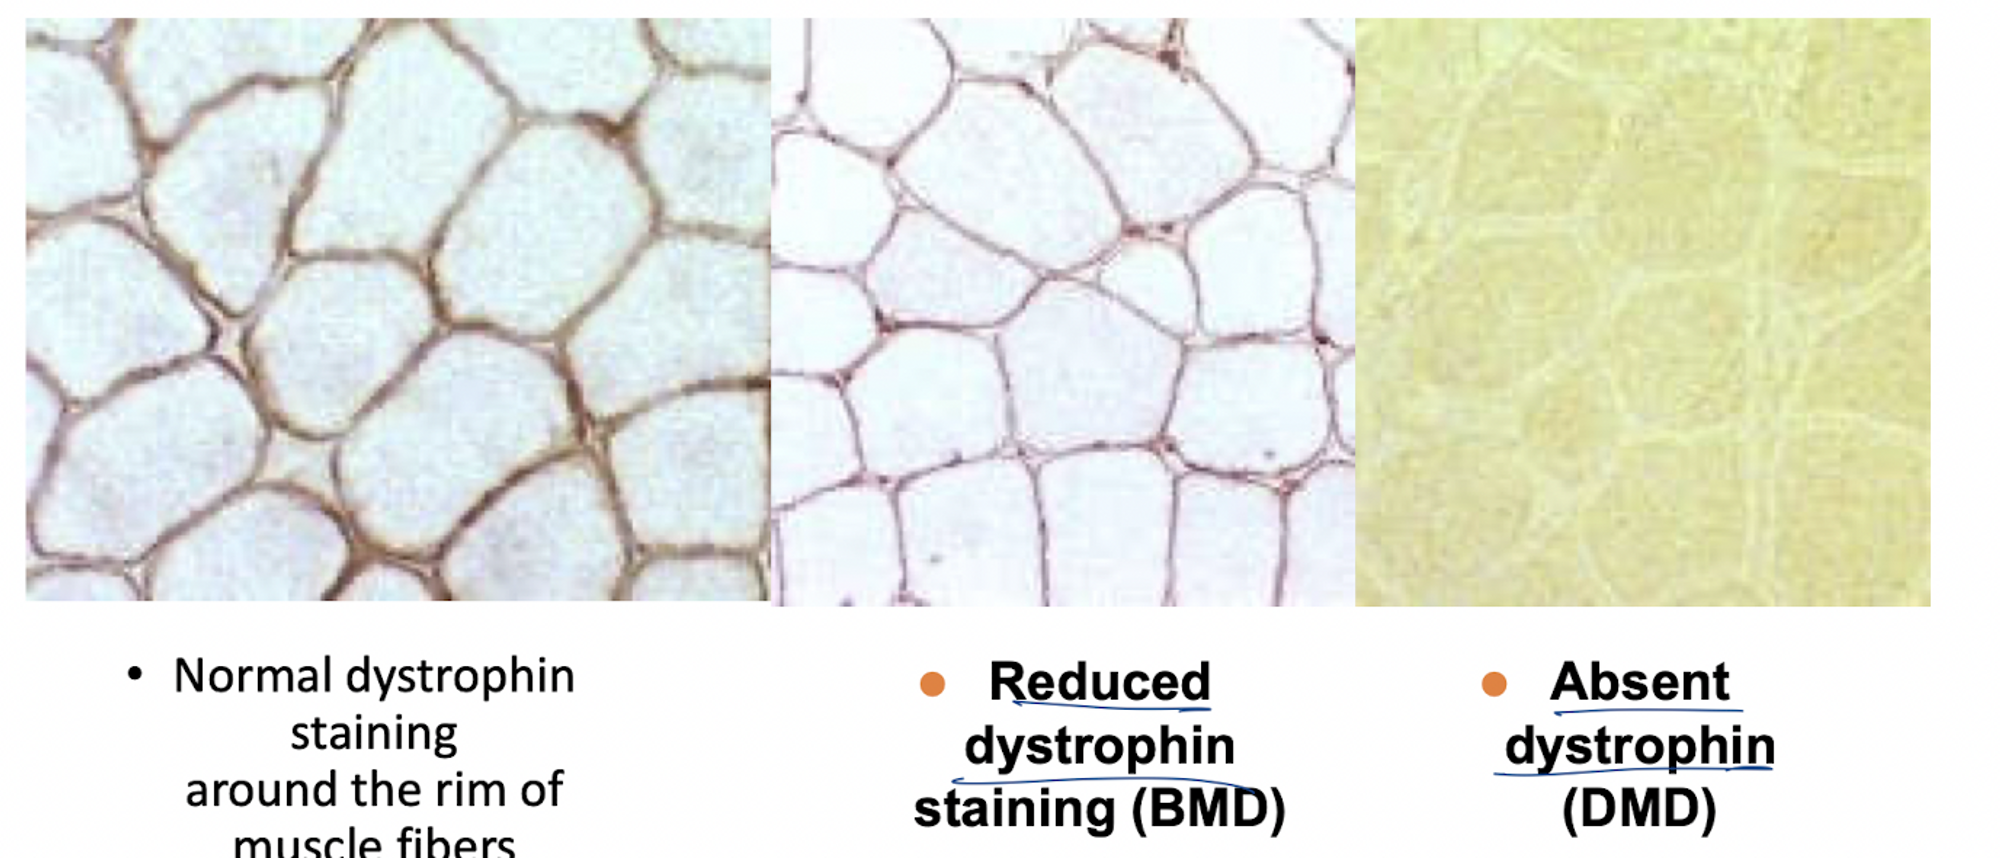 • Normal dystrophin
staining
around the rim of
muscle fibers
• Reduced
dystrophin
staining (BMD)
• Absent
dystrophin
(DMD)